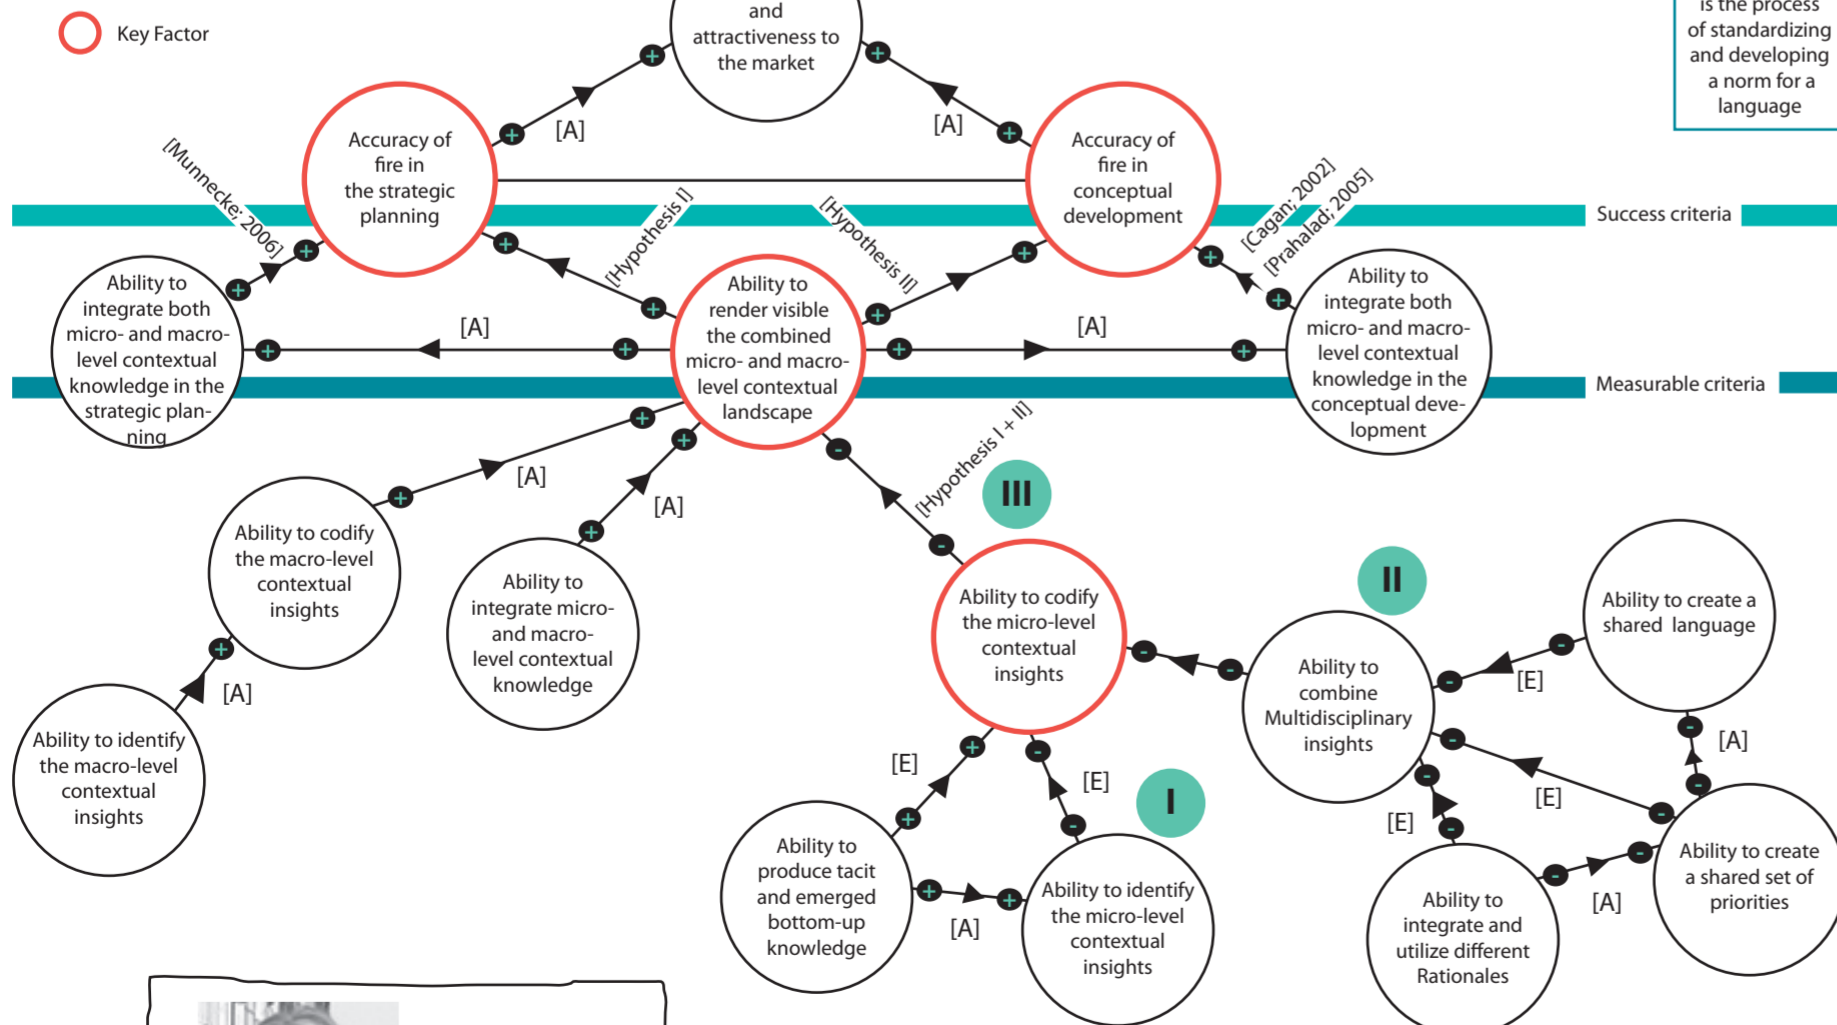 Key Factor
and
attractiveness to
the market
is the process
of standardizing
and developing
a norm for a
language
[A]
[A]
Accuracy of
fire in
the strategic
planning
Accuracy of
fire in
conceptual
development
[Munnecke; 2006]
[Hypothesis I]
[Hypothesis II]
[Cagan; 2002]
[Prahalad; 2005]
Success criteria
Ability to
integrate both
micro- and macro-
level contextual
knowledge in the
strategic plan-
ning
[A]
Ability to
render visible
the combined
micro- and macro-
level contextual
landscape
[A]
Ability to
integrate both
micro- and macro-
level contextual
knowledge in the
conceptual deve-
lopment
Measurable criteria
[A]
[A]
[Hypothesis I + II]
III
Ability to codify
the macro-level
contextual
insights
Ability to
integrate micro-
and macro-
level contextual
knowledge
Ability to codify
the micro-level
contextual
insights
II
Ability to
combine
Multidisciplinary
insights
Ability to create a
shared language
[E]
[A]
Ability to identify
the macro-level
contextual
insights
[A]
[E]
[E]
I
[E]
[E]
[A]
Ability to
produce tacit
and emerged
bottom-up
knowledge
[A]
Ability to identify
the micro-level
contextual
insights
Ability to
integrate and
utilize different
Rationales
Ability to create
a shared set of
priorities